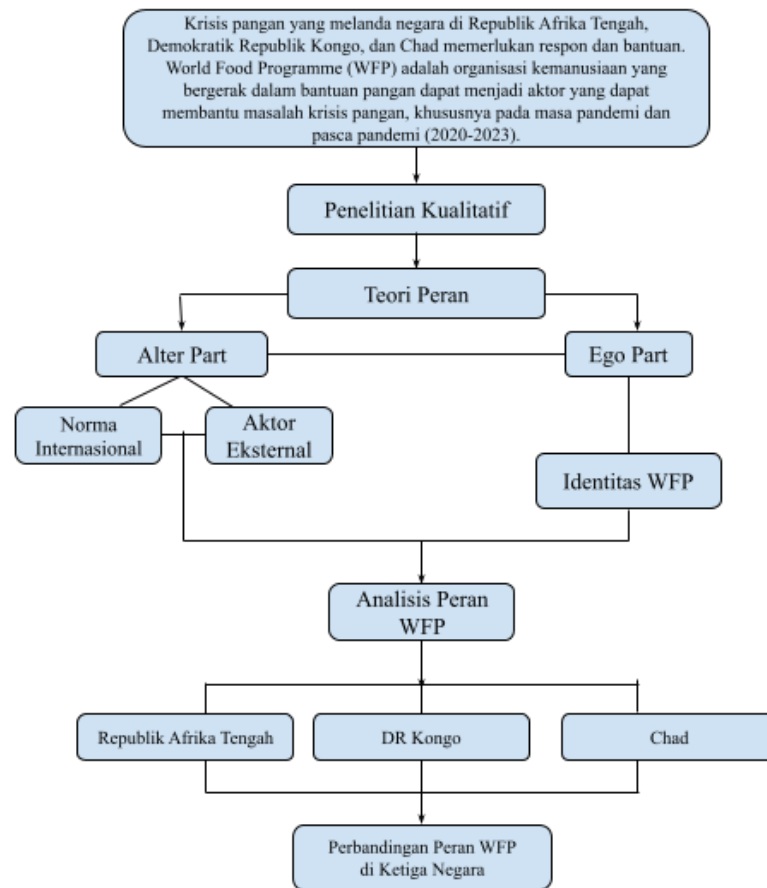 Krisis pangan yang melanda negara di Republik Afrika Tengah,
Demokratik Republik Kongo, dan Chad memerlukan respon dan bantuan.
World Food Programme (WFP) adalah organisasi kemanusiaan yang
bergerak dalam bantuan pangan dapat menjadi aktor yang dapat
membantu masalah krisis pangan, khususnya pada masa pandemi dan
pasca pandemi (2020-2023).
Penelitian Kualitatif
Teori Peran
Alter Part
Ego Part
Norma
Internasional
Aktor
Eksternal
Identitas WFP
Analisis Peran
WFP
Republik Afrika Tengah
DR Kongo
Chad
Perbandingan Peran WFP
di Ketiga Negara